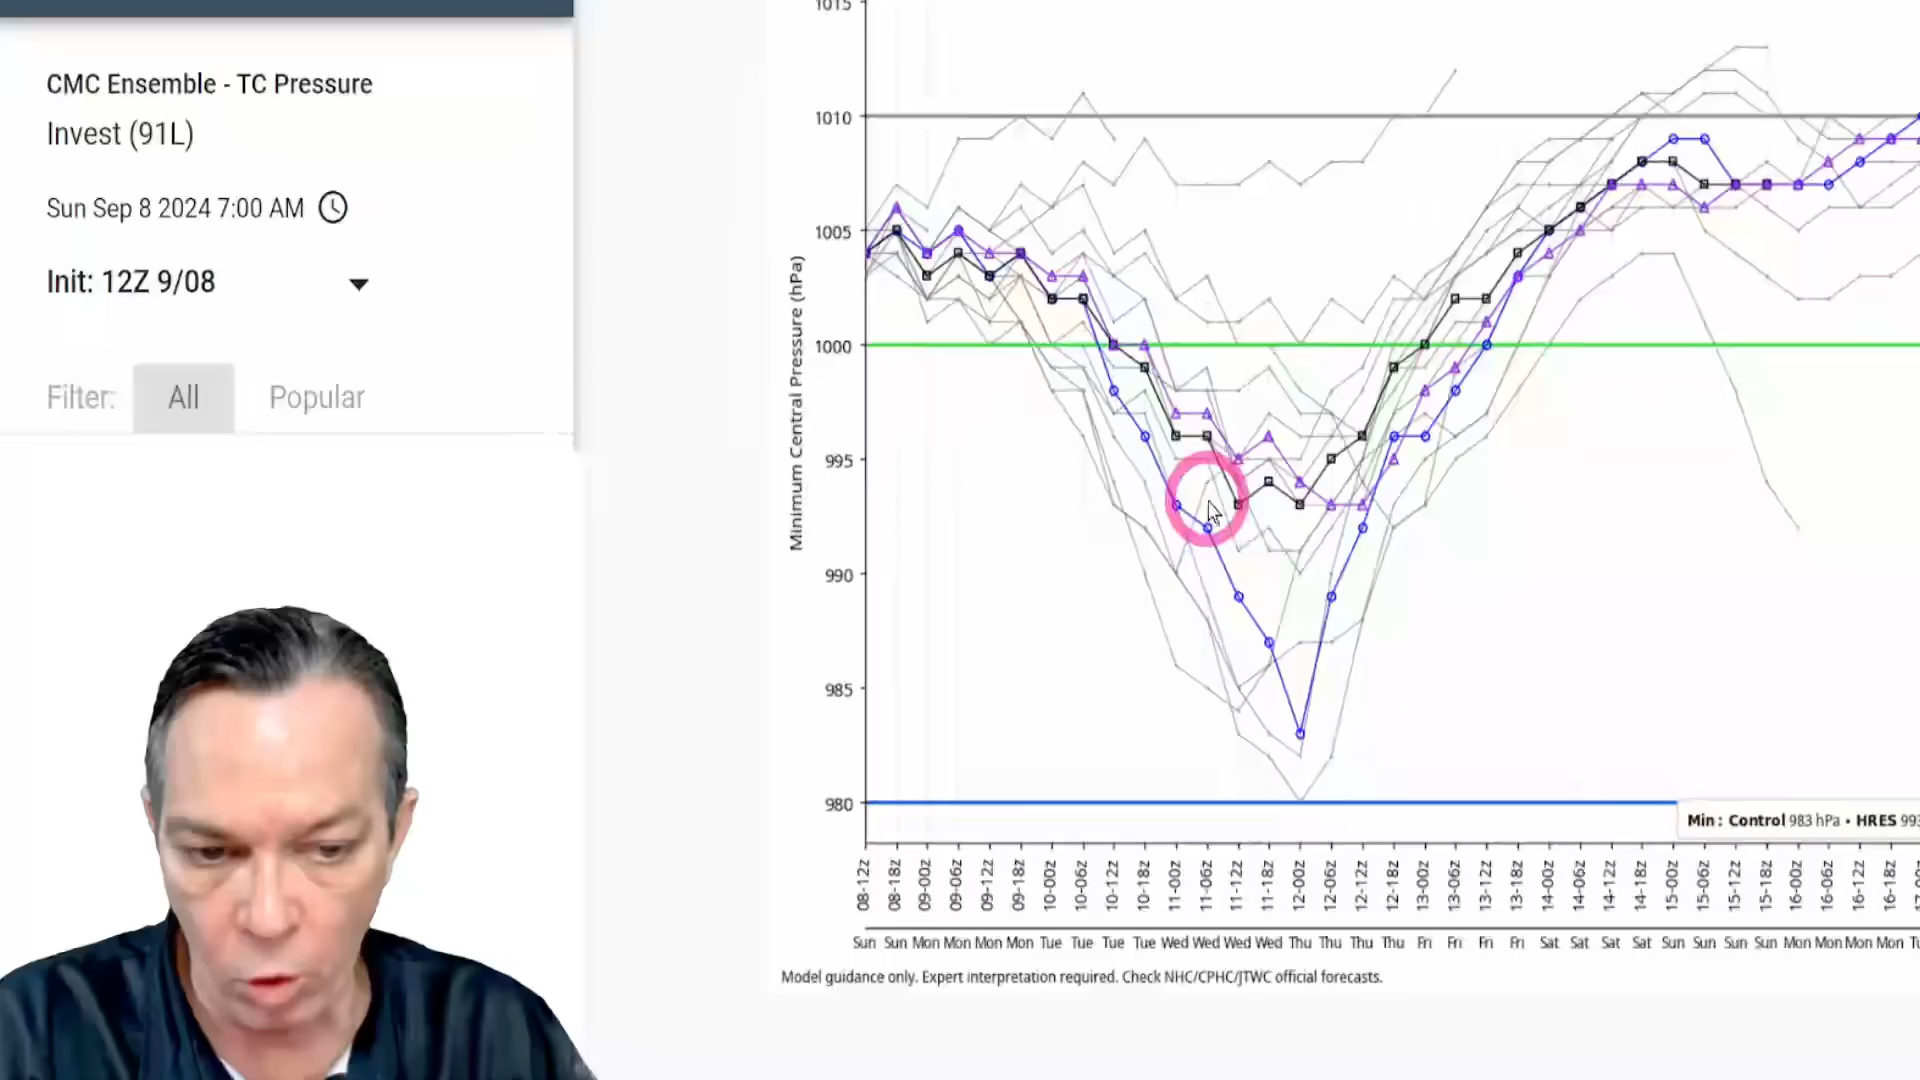 CMC Ensemble - TC Pressure
Invest (91L)
Sun Sep 8 2024 7:00 AM
Init: 12Z 9/08
Filter: All Popular
Minimum Central Pressure (hPa)
1015
1010
1005
1000
995
990
985
980
Min: Control 983 hPa • HRES 993
08-12Z 08-18Z 09-00Z 09-06Z 09-12Z 09-18Z 10-00Z 10-06Z 10-12Z 10-18Z 11-00Z 11-06Z 11-12Z 11-18Z 12-00Z 12-06Z 12-12Z 12-18Z 13-00Z 13-06Z 13-12Z 13-18Z 14-00Z 14-06Z 14-12Z 14-18Z 15-00Z 15-06Z 15-12Z 15-18Z 16-00Z 16-06Z 16-12Z 16-18Z
Sun Sun Mon Mon Mon Mon Tue Tue Tue Tue Wed Wed Wed Wed Thu Thu Thu Thu Fri Fri Fri Fri Sat Sat Sat Sat Sun Sun Sun Sun Mon Mon Mon Mon
Model guidance only. Expert interpretation required. Check NHC/CPHC/JTWC official forecasts.